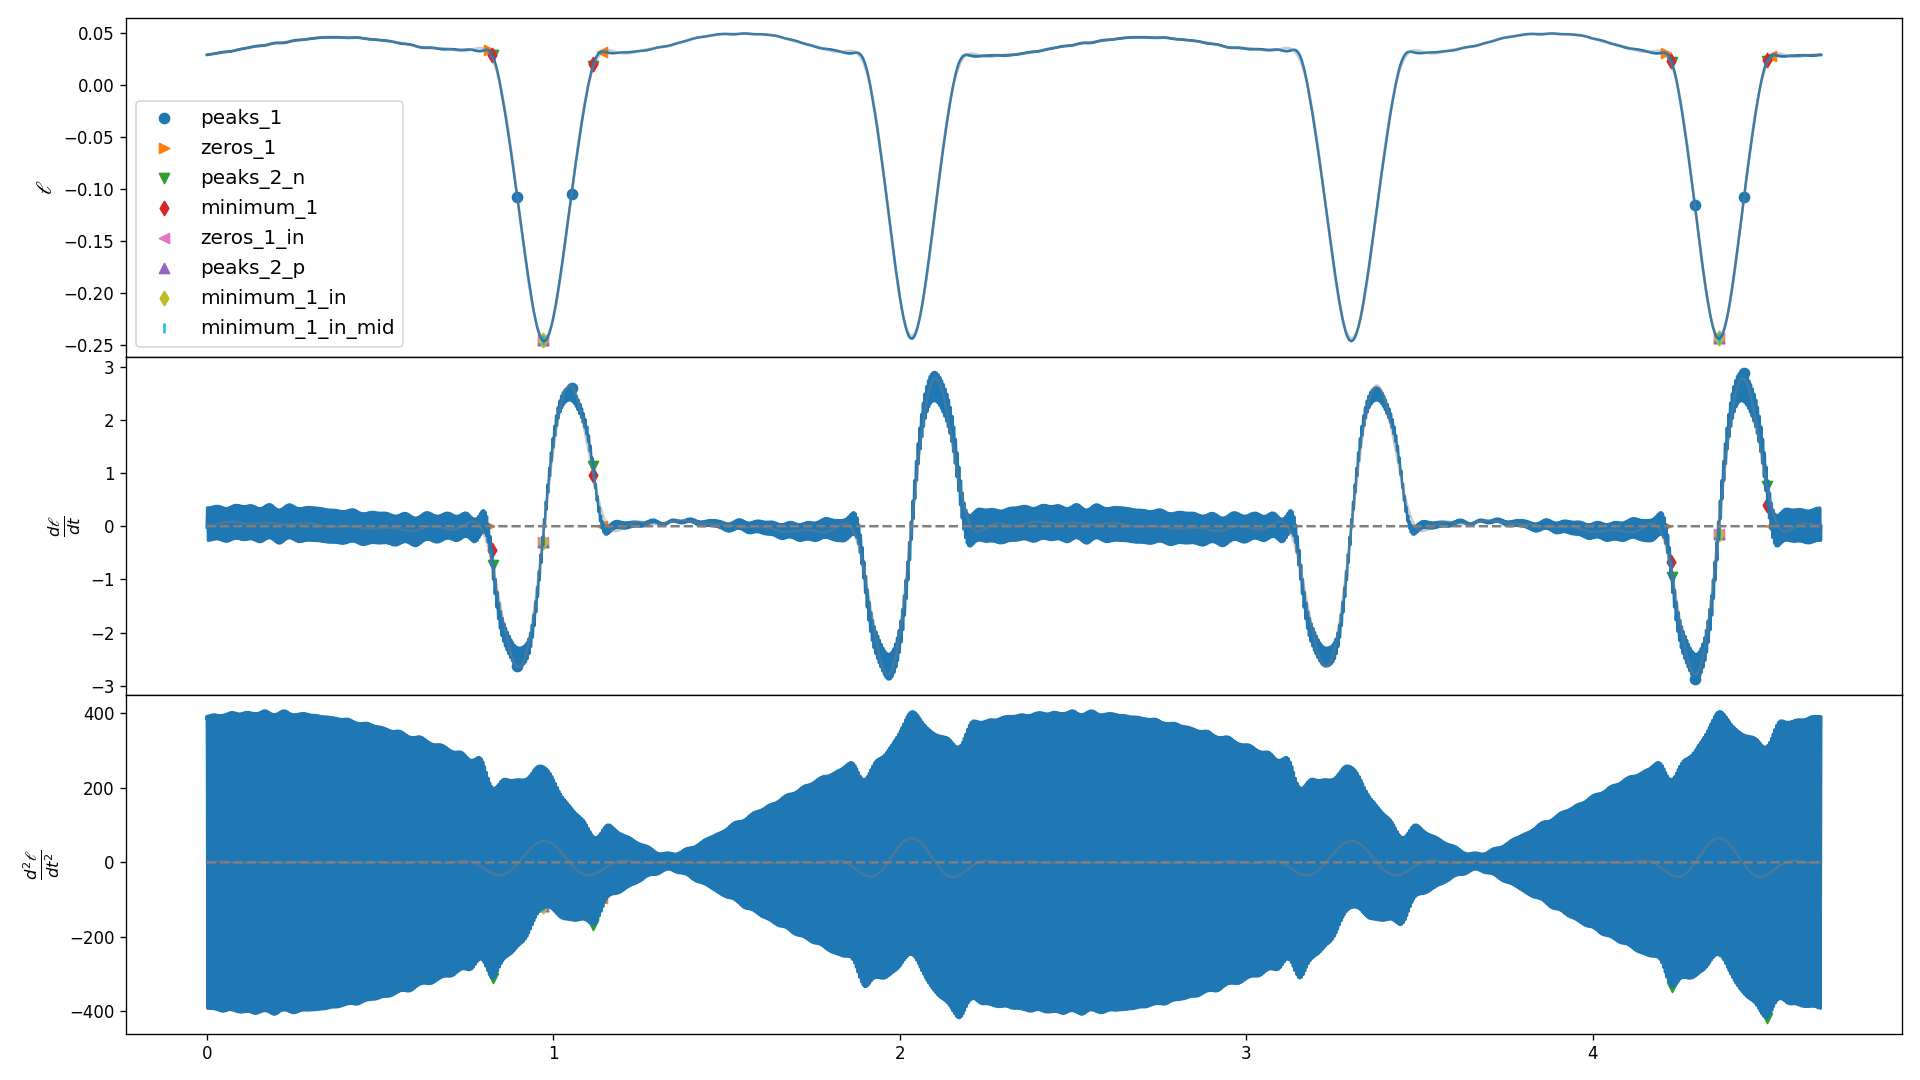 0.05
0.00
−0.05
−0.10
−0.15
−0.20
−0.25
ℓ
peaks_1
zeros_1
peaks_2_n
minimum_1
zeros_1_in
peaks_2_p
minimum_1_in
minimum_1_in_mid
3
2
1
0
−1
−2
−3
dℓ
dt
400
200
0
−200
−400
d²ℓ
dt²
0 1 2 3 4